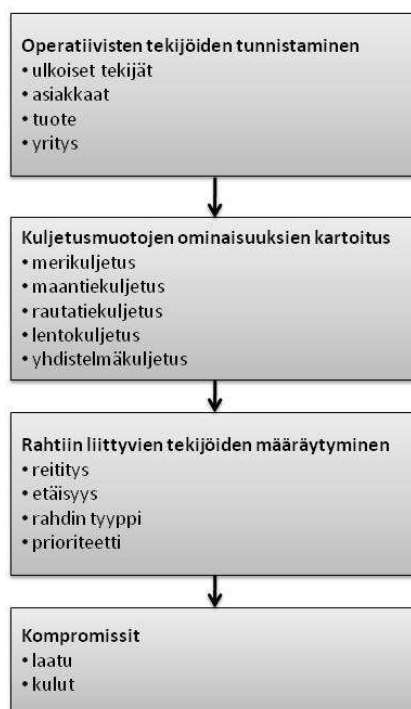 Operatiivisten tekijöiden tunnistaminen
• ulkoiset tekijät
• asiakkaat
• tuote
• yritys
Kuljetusmuotojen ominaisuuksien kartoitus
• merikuljetus
• maantiekuljetus
• rautatiekuljetus
• lentokuljetus
• yhdistelmäkuljetus
Rahtiin liittyvien tekijöiden määräytyminen
• reititys
• etäisyys
• rahdin tyyppi
• prioriteetti
Kompromissit
• laatu
• kulut